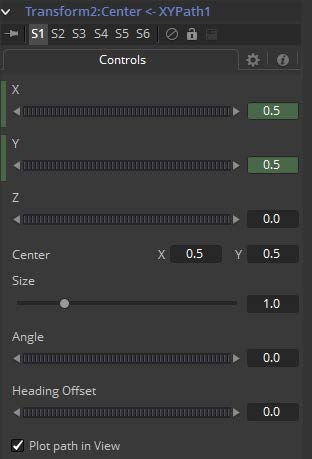 Transform2:Center <- XYPath1
S1 S2 S3 S4 S5 S6
Controls
X
0.5
Y
0.5
Z
0.0
Center X 0.5 Y 0.5
Size
1.0
Angle
0.0
Heading Offset
0.0
Plot path in View